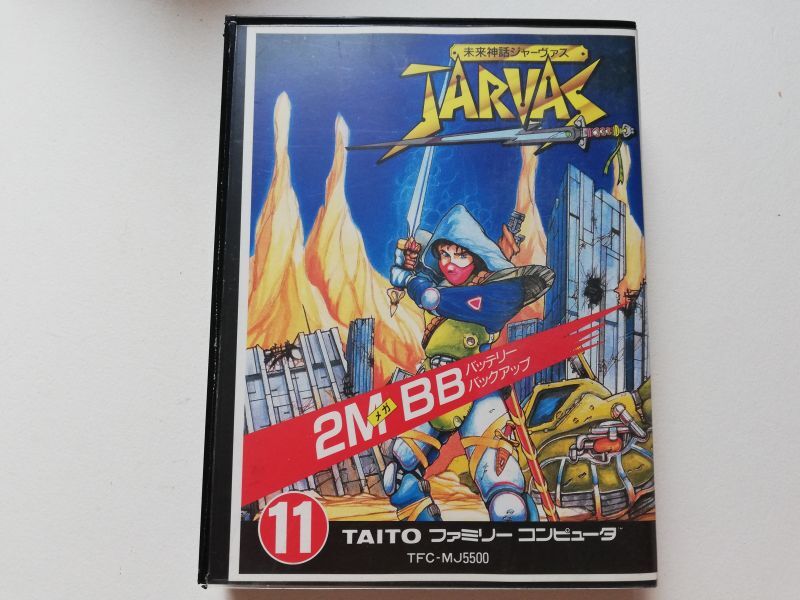 未来神話ジャーヴァス
JARVAS
2M BB
メガ
バッテリー
バックアップ
11
TAITO ファミリー コンピュータ™
TFC-MJ5500